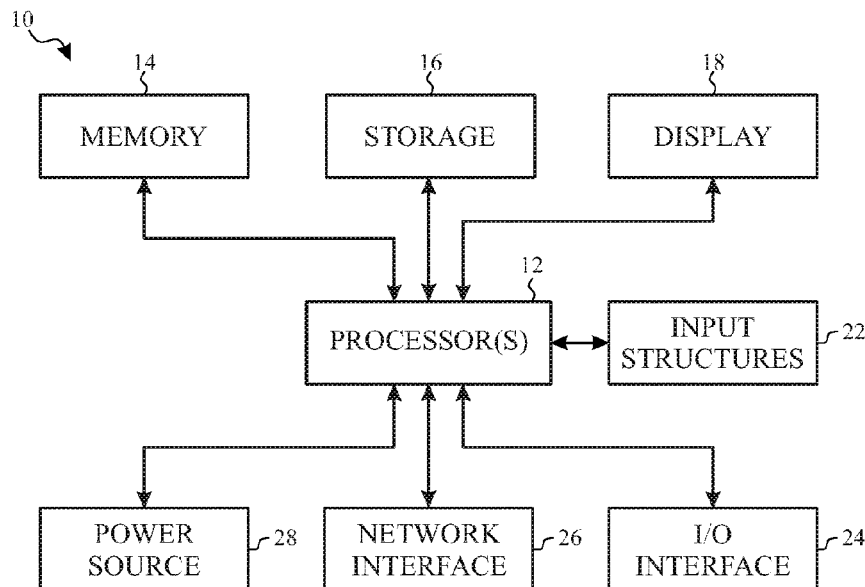 10
14
16
18
MEMORY
STORAGE
DISPLAY
12
PROCESSOR(S)
INPUT
STRUCTURES
22
POWER
SOURCE
28
NETWORK
INTERFACE
26
I/O
INTERFACE
24